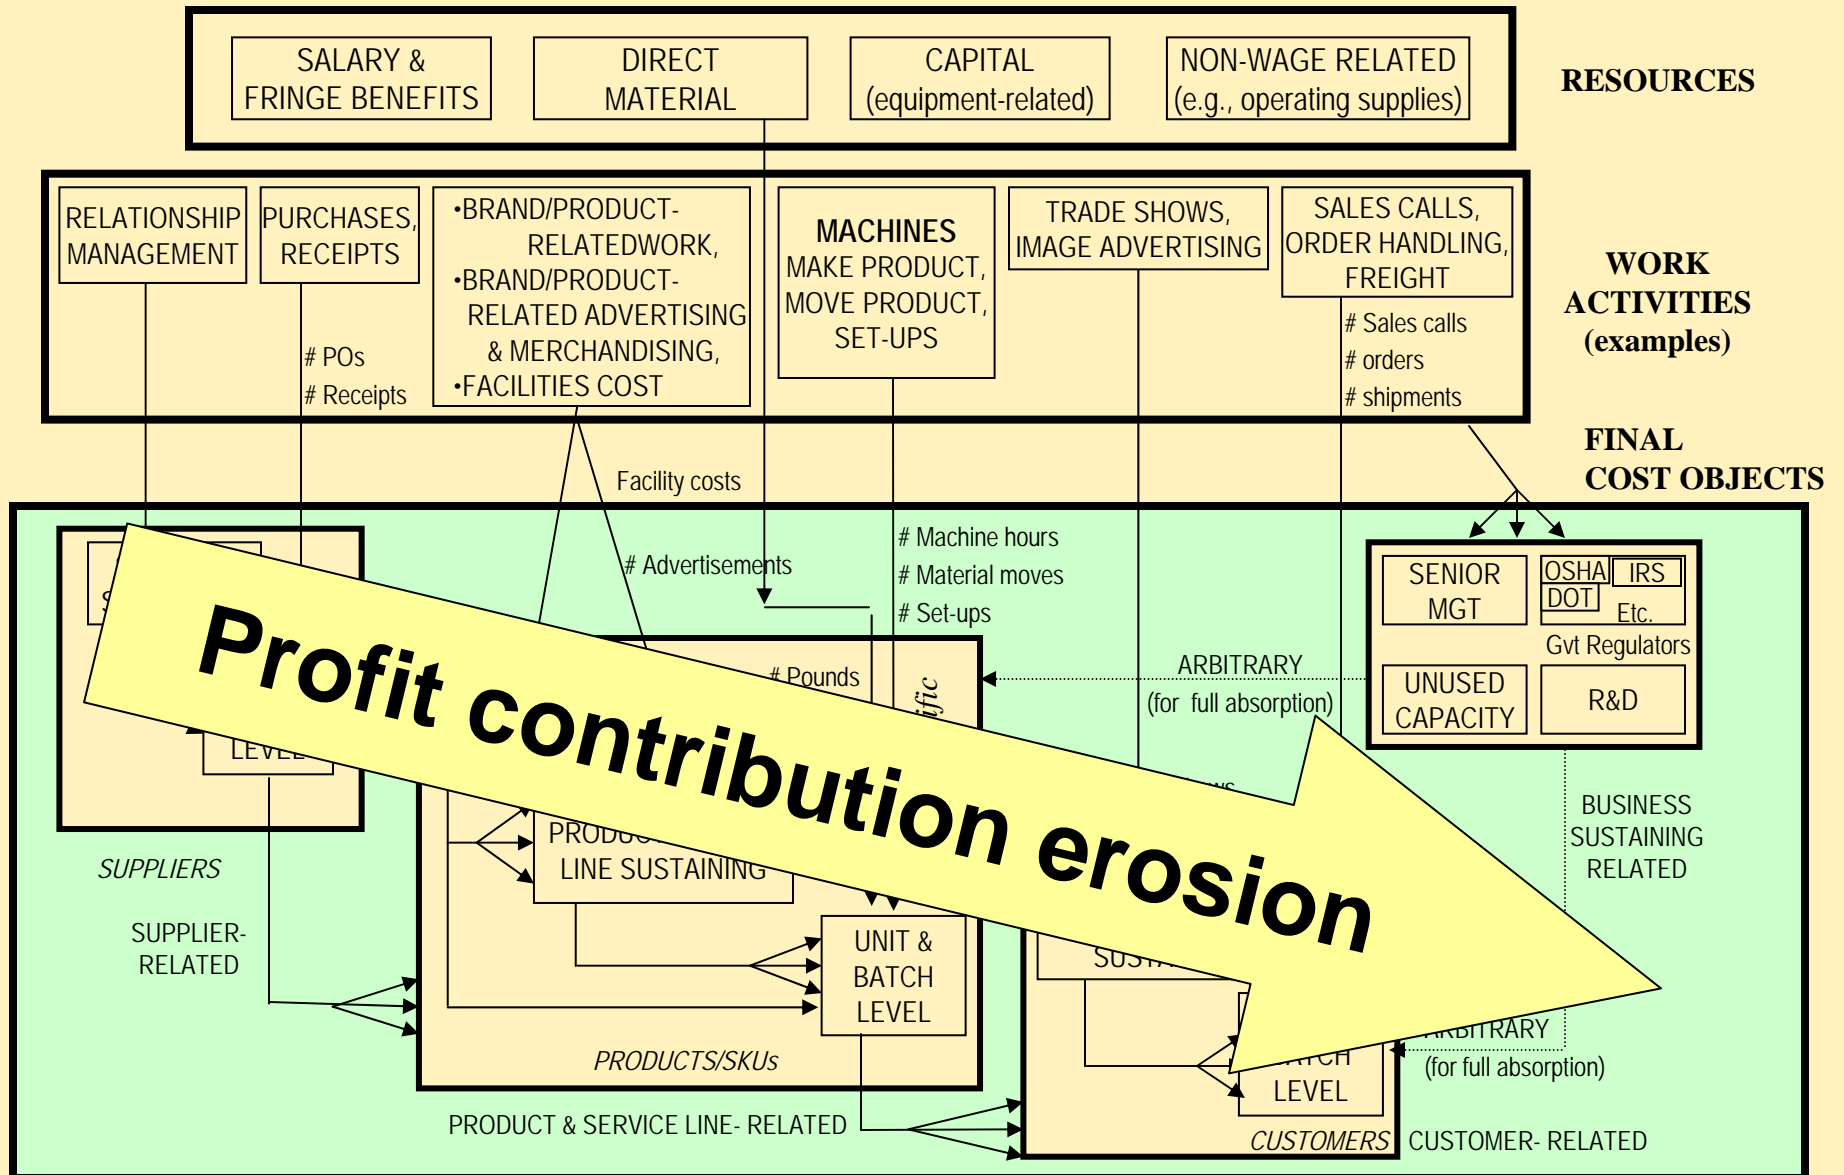 SALARY &
FRINGE BENEFITS
DIRECT
MATERIAL
CAPITAL
(equipment-related)
NON-WAGE RELATED
(e.g., operating supplies)
RESOURCES
RELATIONSHIP
MANAGEMENT
PURCHASES,
RECEIPTS
•BRAND/PRODUCT-
RELATEDWORK,
•BRAND/PRODUCT-
RELATED ADVERTISING
& MERCHANDISING,
•FACILITIES COST
MACHINES
MAKE PRODUCT,
MOVE PRODUCT,
SET-UPS
TRADE SHOWS,
IMAGE ADVERTISING
SALES CALLS,
ORDER HANDLING,
FREIGHT
WORK
ACTIVITIES
(examples)
# POs
# Receipts
# Sales calls
# orders
# shipments
FINAL
COST OBJECTS
Facility costs
# Advertisements
# Machine hours
# Material moves
# Set-ups
SENIOR
MGT
OSHA
IRS
DOT
Etc.
Gvt Regulators
UNUSED
CAPACITY
R&D
ARBITRARY
(for full absorption)
# Pounds
Profit contribution erosion
LEVEL
SUPPLIERS
SUPPLIER-
RELATED
PRODUCT
LINE SUSTAINING
UNIT &
BATCH
LEVEL
PRODUCTS/SKUs
PRODUCT & SERVICE LINE- RELATED
BUSINESS
SUSTAINING
RELATED
ARBITRARY
(for full absorption)
BATCH
LEVEL
CUSTOMERS
CUSTOMER- RELATED